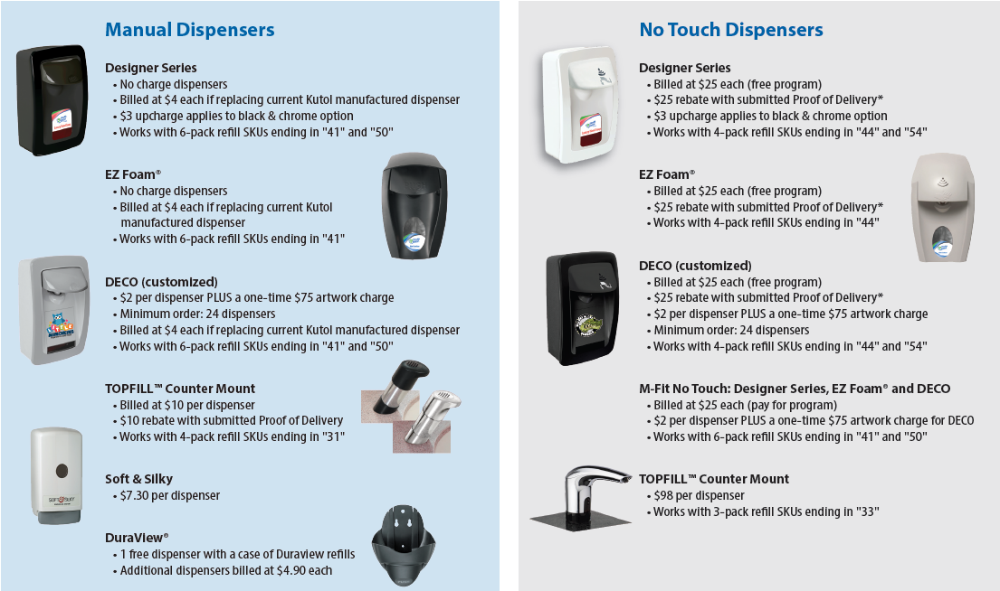 Manual Dispensers
Designer Series
• No charge dispensers
• Billed at $4 each if replacing current Kutol manufactured dispenser
• $3 upcharge applies to black & chrome option
• Works with 6-pack refill SKUs ending in "41" and "50"
EZ Foam®
• No charge dispensers
• Billed at $4 each if replacing current Kutol
manufactured dispenser
• Works with 6-pack refill SKUs ending in "41"
DECO (customized)
• $2 per dispenser PLUS a one-time $75 artwork charge
• Minimum order: 24 dispensers
• Billed at $4 each if replacing current Kutol manufactured dispenser
• Works with 6-pack refill SKUs ending in "41" and "50"
TOPFILL™ Counter Mount
• Billed at $10 per dispenser
• $10 rebate with submitted Proof of Delivery
• Works with 4-pack refill SKUs ending in "31"
Soft & Silky
• $7.30 per dispenser
DuraView®
• 1 free dispenser with a case of Duraview refills
• Additional dispensers billed at $4.90 each
No Touch Dispensers
Designer Series
• Billed at $25 each (free program)
• $25 rebate with submitted Proof of Delivery*
• $3 upcharge applies to black & chrome option
• Works with 4-pack refill SKUs ending in "44" and "54"
EZ Foam®
• Billed at $25 each (free program)
• $25 rebate with submitted Proof of Delivery*
• Works with 4-pack refill SKUs ending in "44"
DECO (customized)
• Billed at $25 each (free program)
• $25 rebate with submitted Proof of Delivery*
• $2 per dispenser PLUS a one-time $75 artwork charge
• Minimum order: 24 dispensers
• Works with 4-pack refill SKUs ending in "44" and "54"
M-Fit No Touch: Designer Series, EZ Foam® and DECO
• Billed at $25 each (pay for program)
• $2 per dispenser PLUS a one-time $75 artwork charge for DECO
• Works with 6-pack refill SKUs ending in "41" and "50"
TOPFILL™ Counter Mount
• $98 per dispenser
• Works with 3-pack refill SKUs ending in "33"